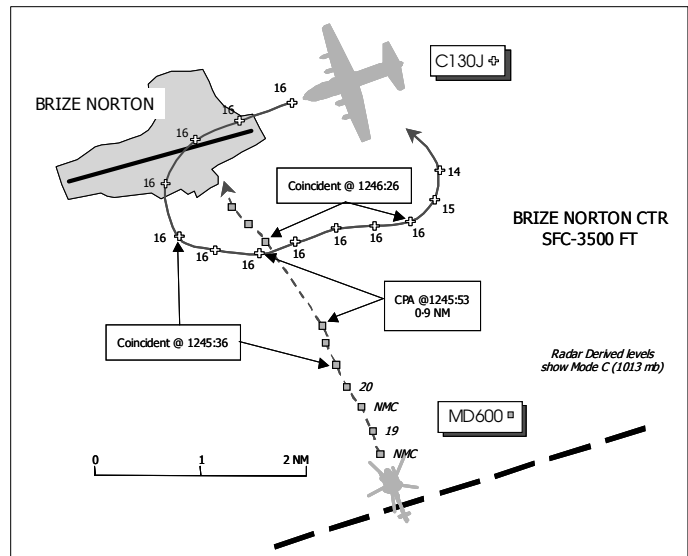 C130J
16
16
BRIZE NORTON
16
16
Coincident @ 1246:26
14
15
BRIZE NORTON CTR
SFC-3500 FT
16
16
16
16
16
16
16
CPA @1245:53
0·9 NM
Coincident @ 1245:36
Radar Derived levels
show Mode C (1013 mb)
20
NMC
MD600
19
NMC
0 1 2 NM